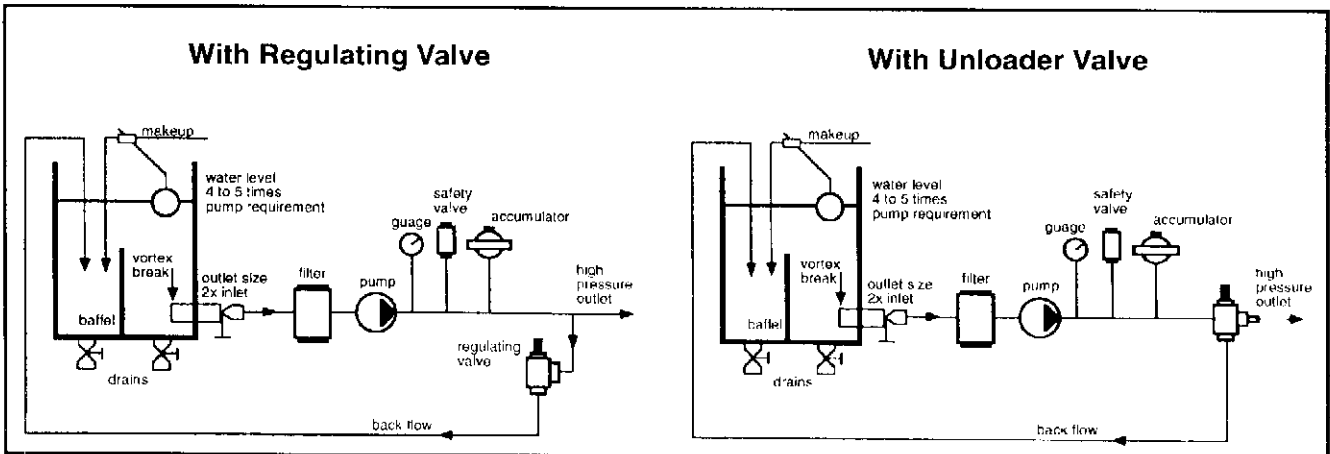 With Regulating Valve
makeup
water level
4 to 5 times
pump requirement
safety
valve
guage
accumulator
vortex
break
outlet size
2x inlet
filter
pump
high
pressure
outlet
baffel
regulating
valve
drains
back flow
With Unloader Valve
makeup
water level
4 to 5 times
pump requirement
safety
valve
guage
accumulator
vortex
break
outlet size
2x inlet
filter
pump
high
pressure
outlet
baffel
drains
back flow